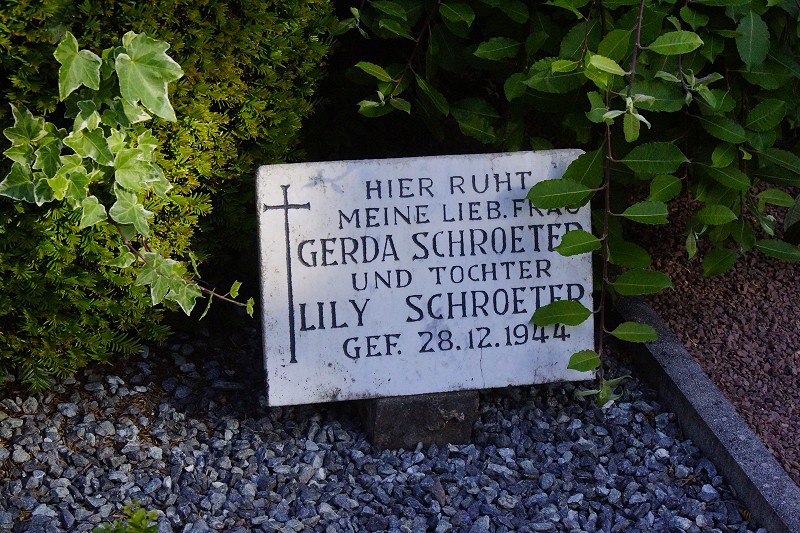 HIER RUHT
MEINE LIEB. FRAU
GERDA SCHROETER
UND TOCHTER
LILY SCHROETER
GEF. 28.12.1944